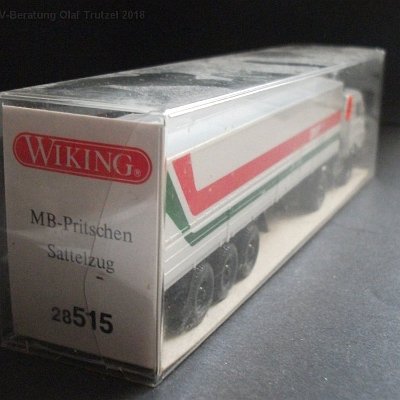 V-Beratung Olaf Trutzel 2018
WIKING®
MB-Pritschen
Sattelzug
28515